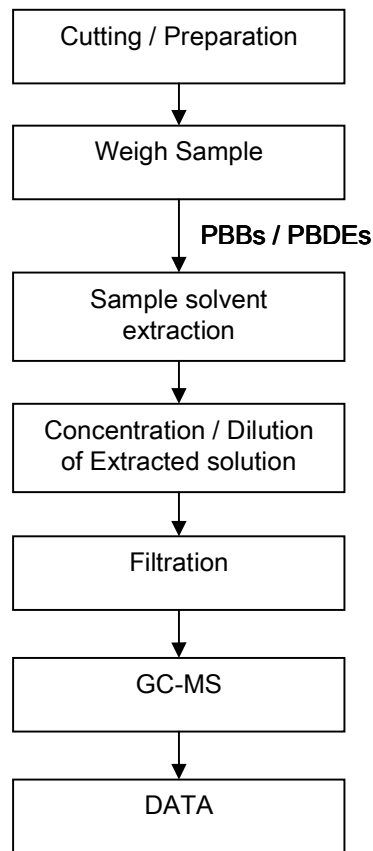 Cutting / Preparation
Weigh Sample
PBBs / PBDEs
Sample solvent
extraction
Concentration / Dilution
of Extracted solution
Filtration
GC-MS
DATA